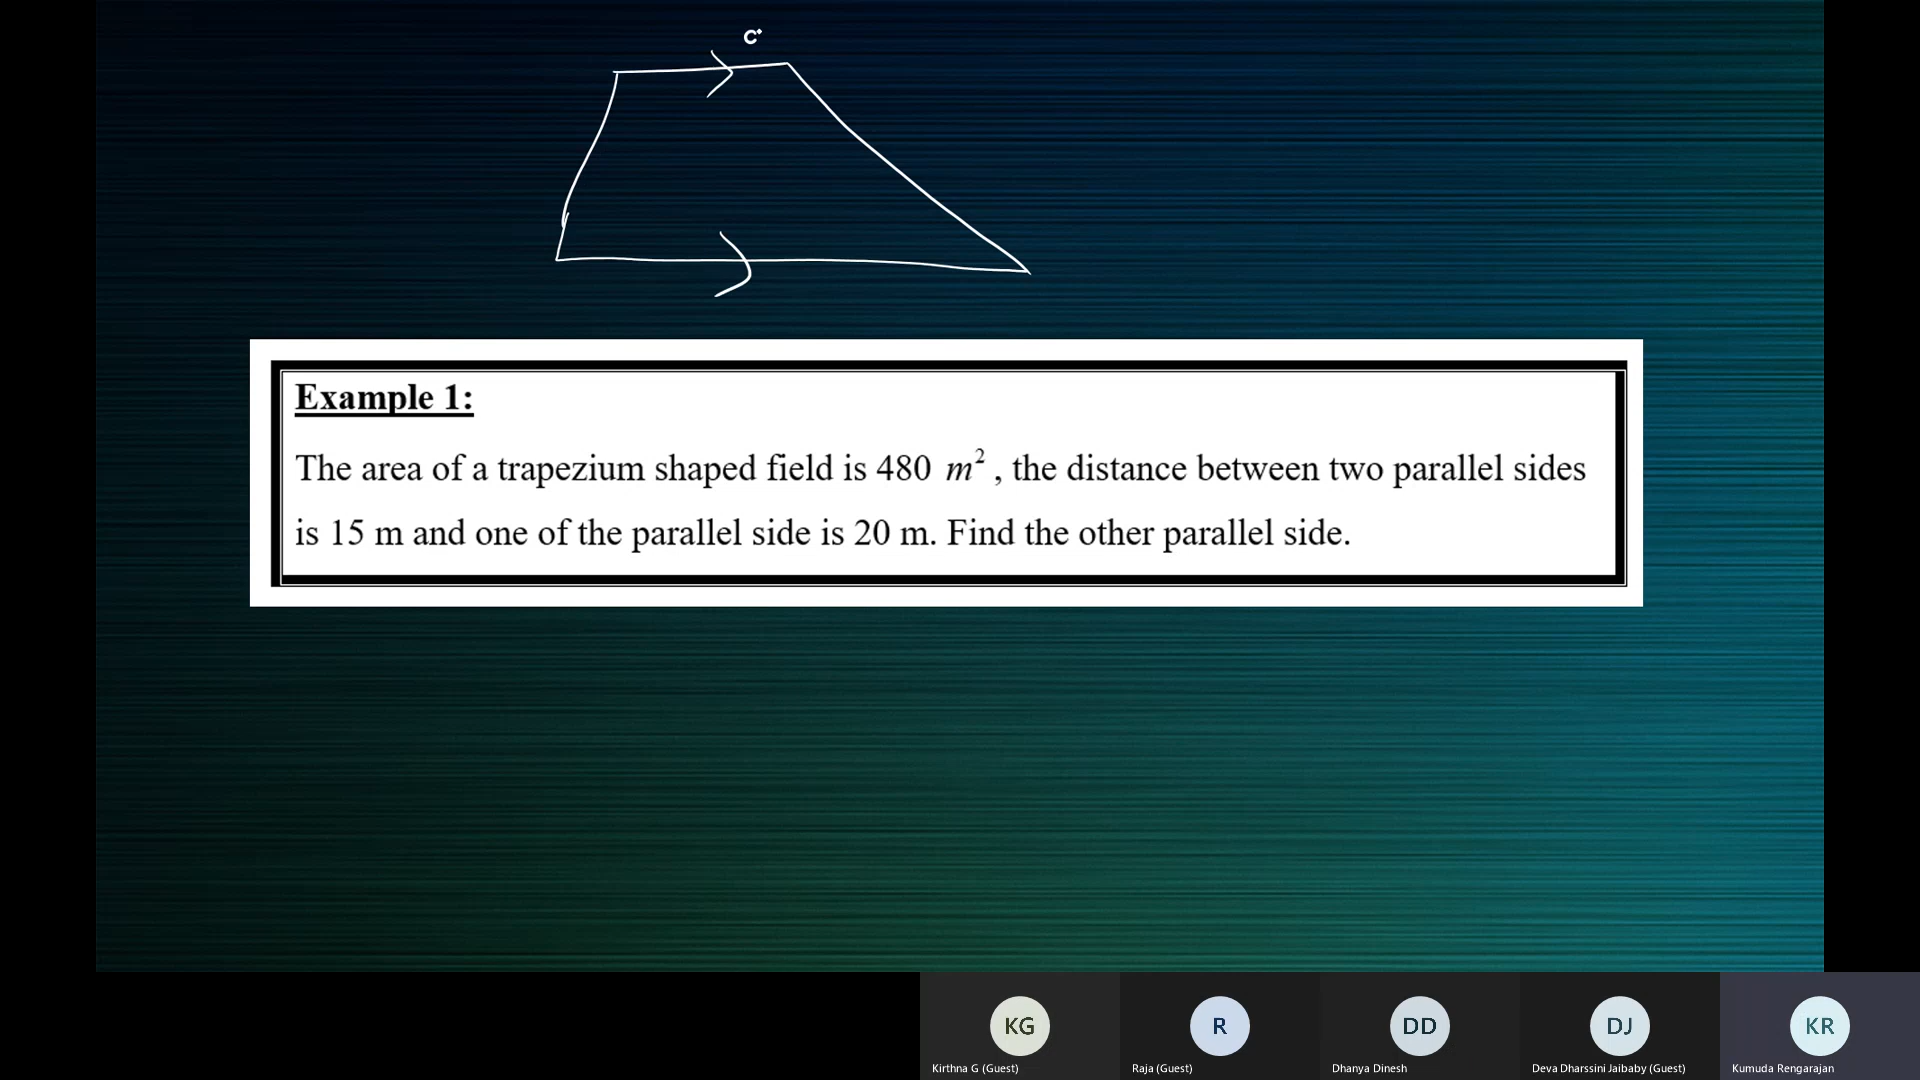 Example 1:
The area of a trapezium shaped field is 480 m², the distance between two parallel sides
is 15 m and one of the parallel side is 20 m. Find the other parallel side.
KG
R
DD
DJ
KR
Kirthna G (Guest)
Raja (Guest)
Dhanya Dinesh
Deva Dharssini Jaibaby (Guest)
Kumuda Rengarajan